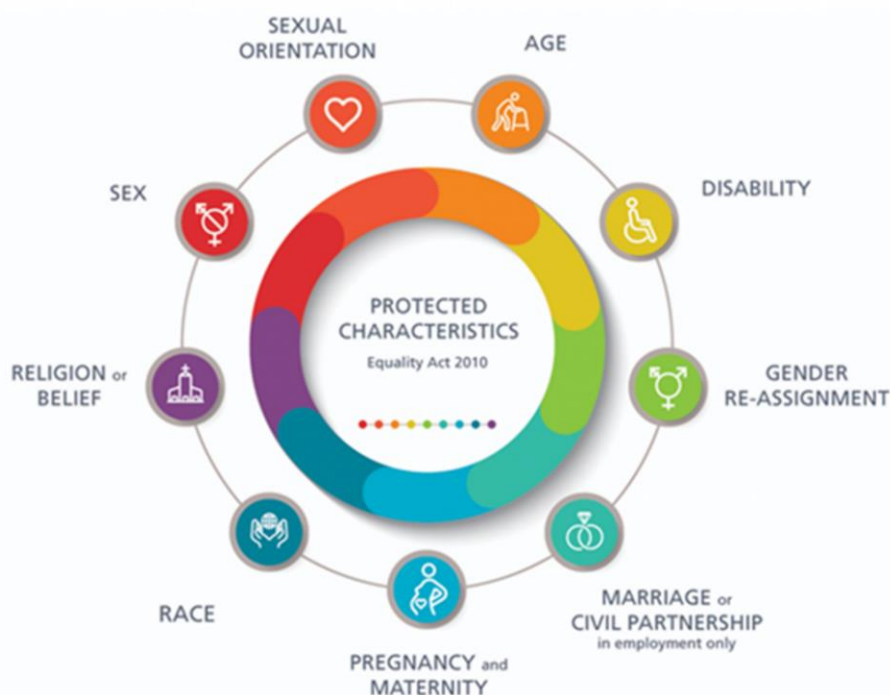 PROTECTED
CHARACTERISTICS
Equality Act 2010
SEXUAL
ORIENTATION
AGE
DISABILITY
GENDER
RE-ASSIGNMENT
MARRIAGE or
CIVIL PARTNERSHIP
in employment only
PREGNANCY and
MATERNITY
RACE
RELIGION or
BELIEF
SEX